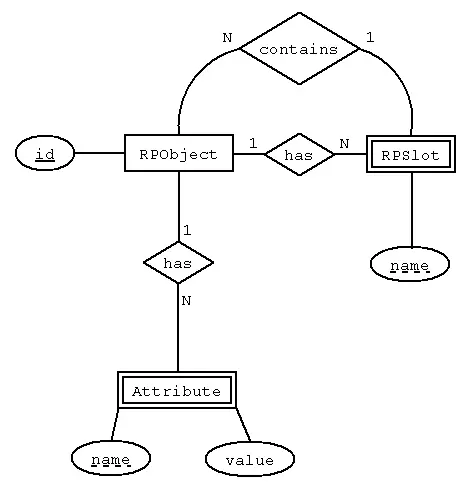 N
contains
1
id
RPObject
1
has
N
RPSlot
1
has
N
name
Attribute
name
value